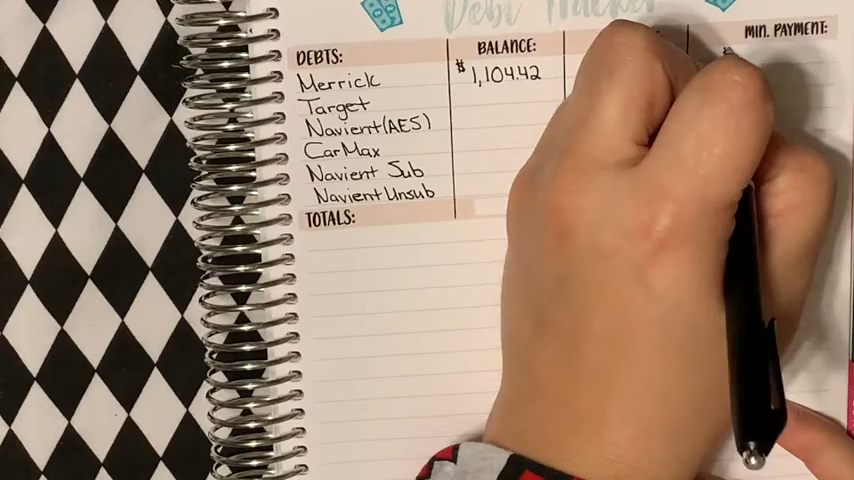 Debt Tracker
DEBTS: BALANCE: MIN. PAYMENT:
Merrick $1,104.42 $
Target
Navient (AES)
CarMax
Navient Sub
Navient Unsub
TOTALS: